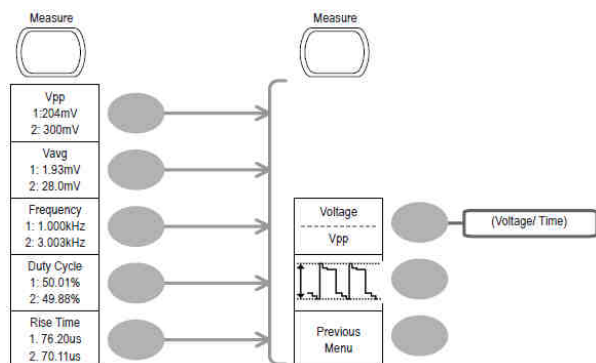 Measure
Measure
Vpp
1:204mV
2: 300mV
Vavg
1: 1.93mV
2: 28.0mV
Frequency
1: 1.000kHz
2: 3.003kHz
Duty Cycle
1: 50.01%
2: 49.88%
Rise Time
1. 76.20us
2. 70.11us
Voltage
Vpp
(Voltage/ Time)
Previous
Menu